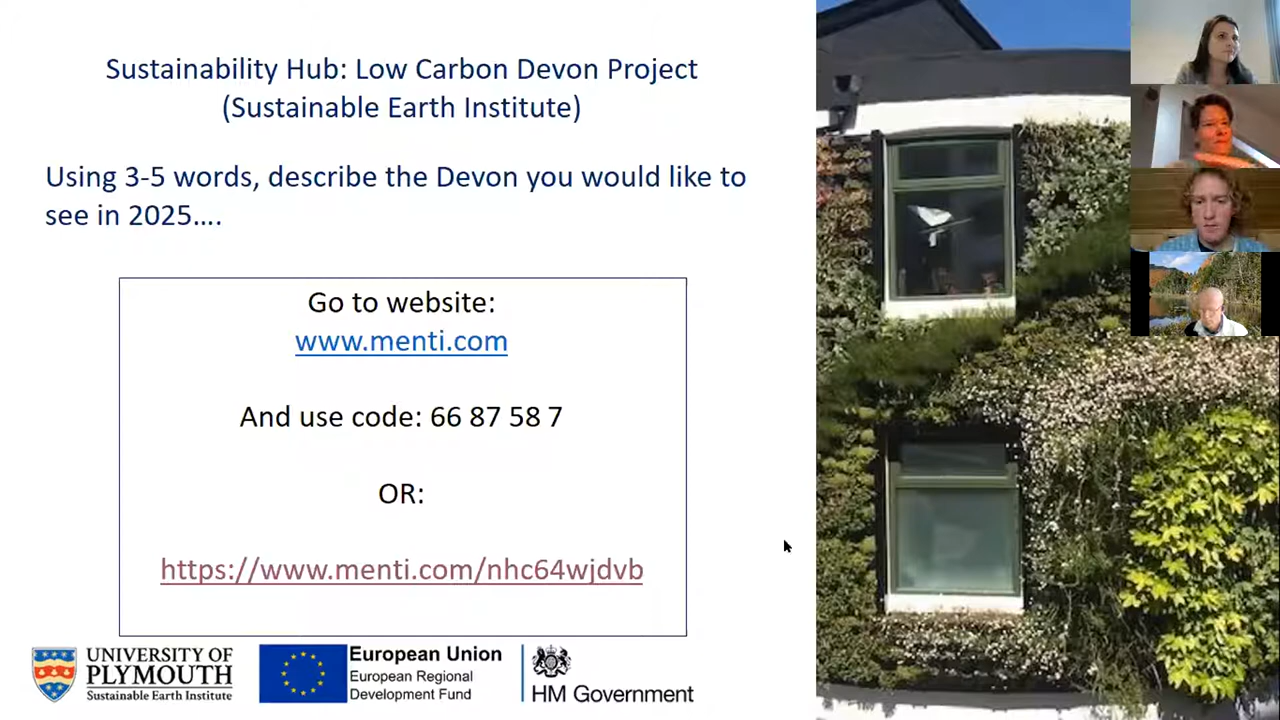 Sustainability Hub: Low Carbon Devon Project
(Sustainable Earth Institute)
Using 3-5 words, describe the Devon you would like to
see in 2025....
Go to website:
www.menti.com
And use code: 66 87 58 7
OR:
https://www.menti.com/nhc64wjdvb
UNIVERSITY OF
PLYMOUTH
Sustainable Earth Institute
European Union
European Regional
Development Fund
HM Government